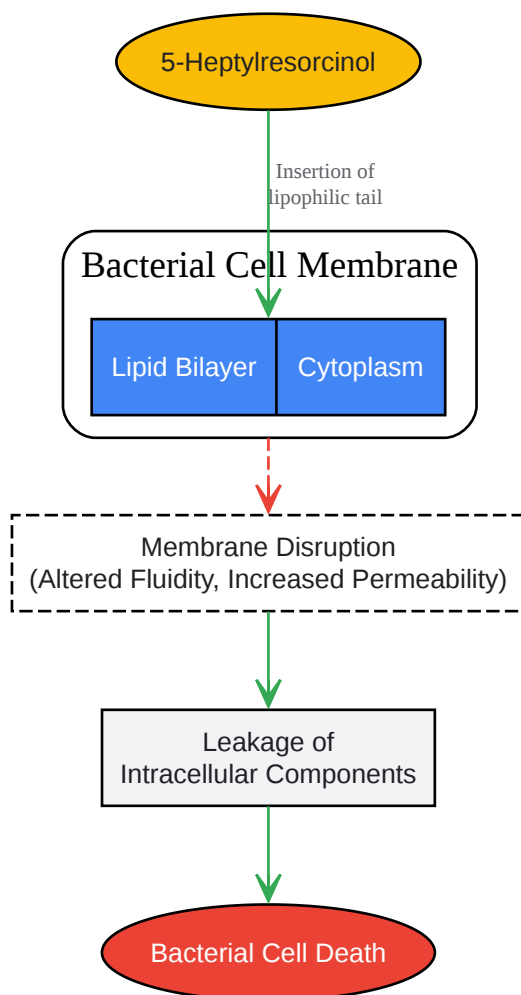 5-Heptylresorcinol
Insertion of
lipophilic tail
Bacterial Cell Membrane
Lipid Bilayer
Cytoplasm
Membrane Disruption
(Altered Fluidity, Increased Permeability)
Leakage of
Intracellular Components
Bacterial Cell Death